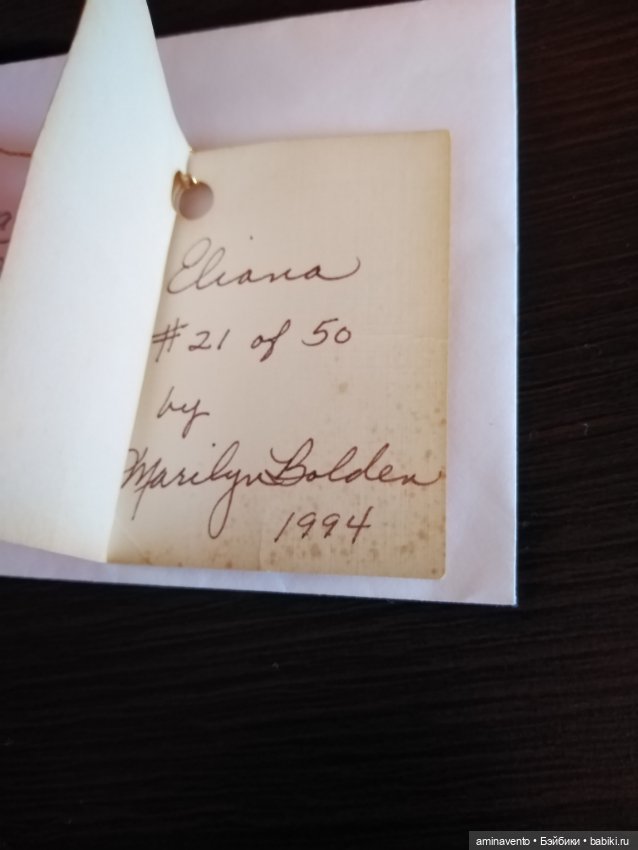 Eliana
#21 of 50
by
Marilyn Bolden
1994
aminavento • Бэйбики • babiki.ru